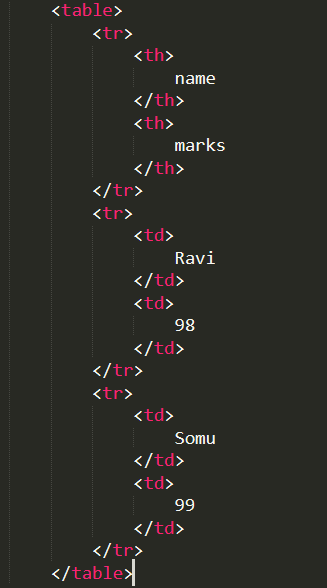 <table>
<tr>
<th>
name
</th>
<th>
marks
</th>
</tr>
<tr>
<td>
Ravi
</td>
<td>
98
</td>
</tr>
<tr>
<td>
Somu
</td>
<td>
99
</td>
</tr>
</table>